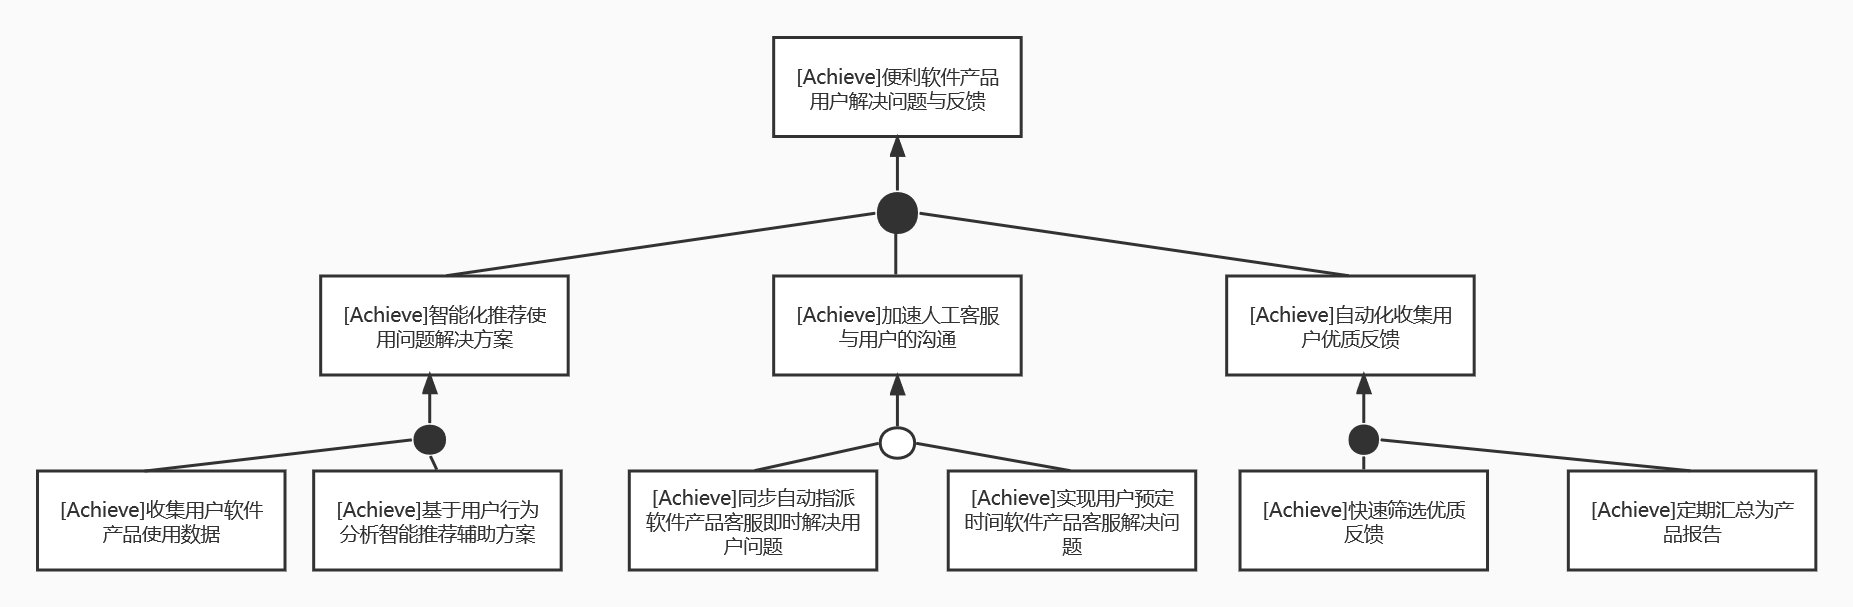 [Achieve]便利软件产品
用户解决问题与反馈
[Achieve]智能化推荐使
用问题解决方案
[Achieve]加速人工客服
与用户的沟通
[Achieve]自动化收集用
户优质反馈
[Achieve]收集用户软件
产品使用数据
[Achieve]基于用户行为
分析智能推荐辅助方案
[Achieve]同步自动指派
软件产品客服即时解决用
户问题
[Achieve]实现用户预定
时间软件产品客服解决问
题
[Achieve]快速筛选优质
反馈
[Achieve]定期汇总为产
品报告